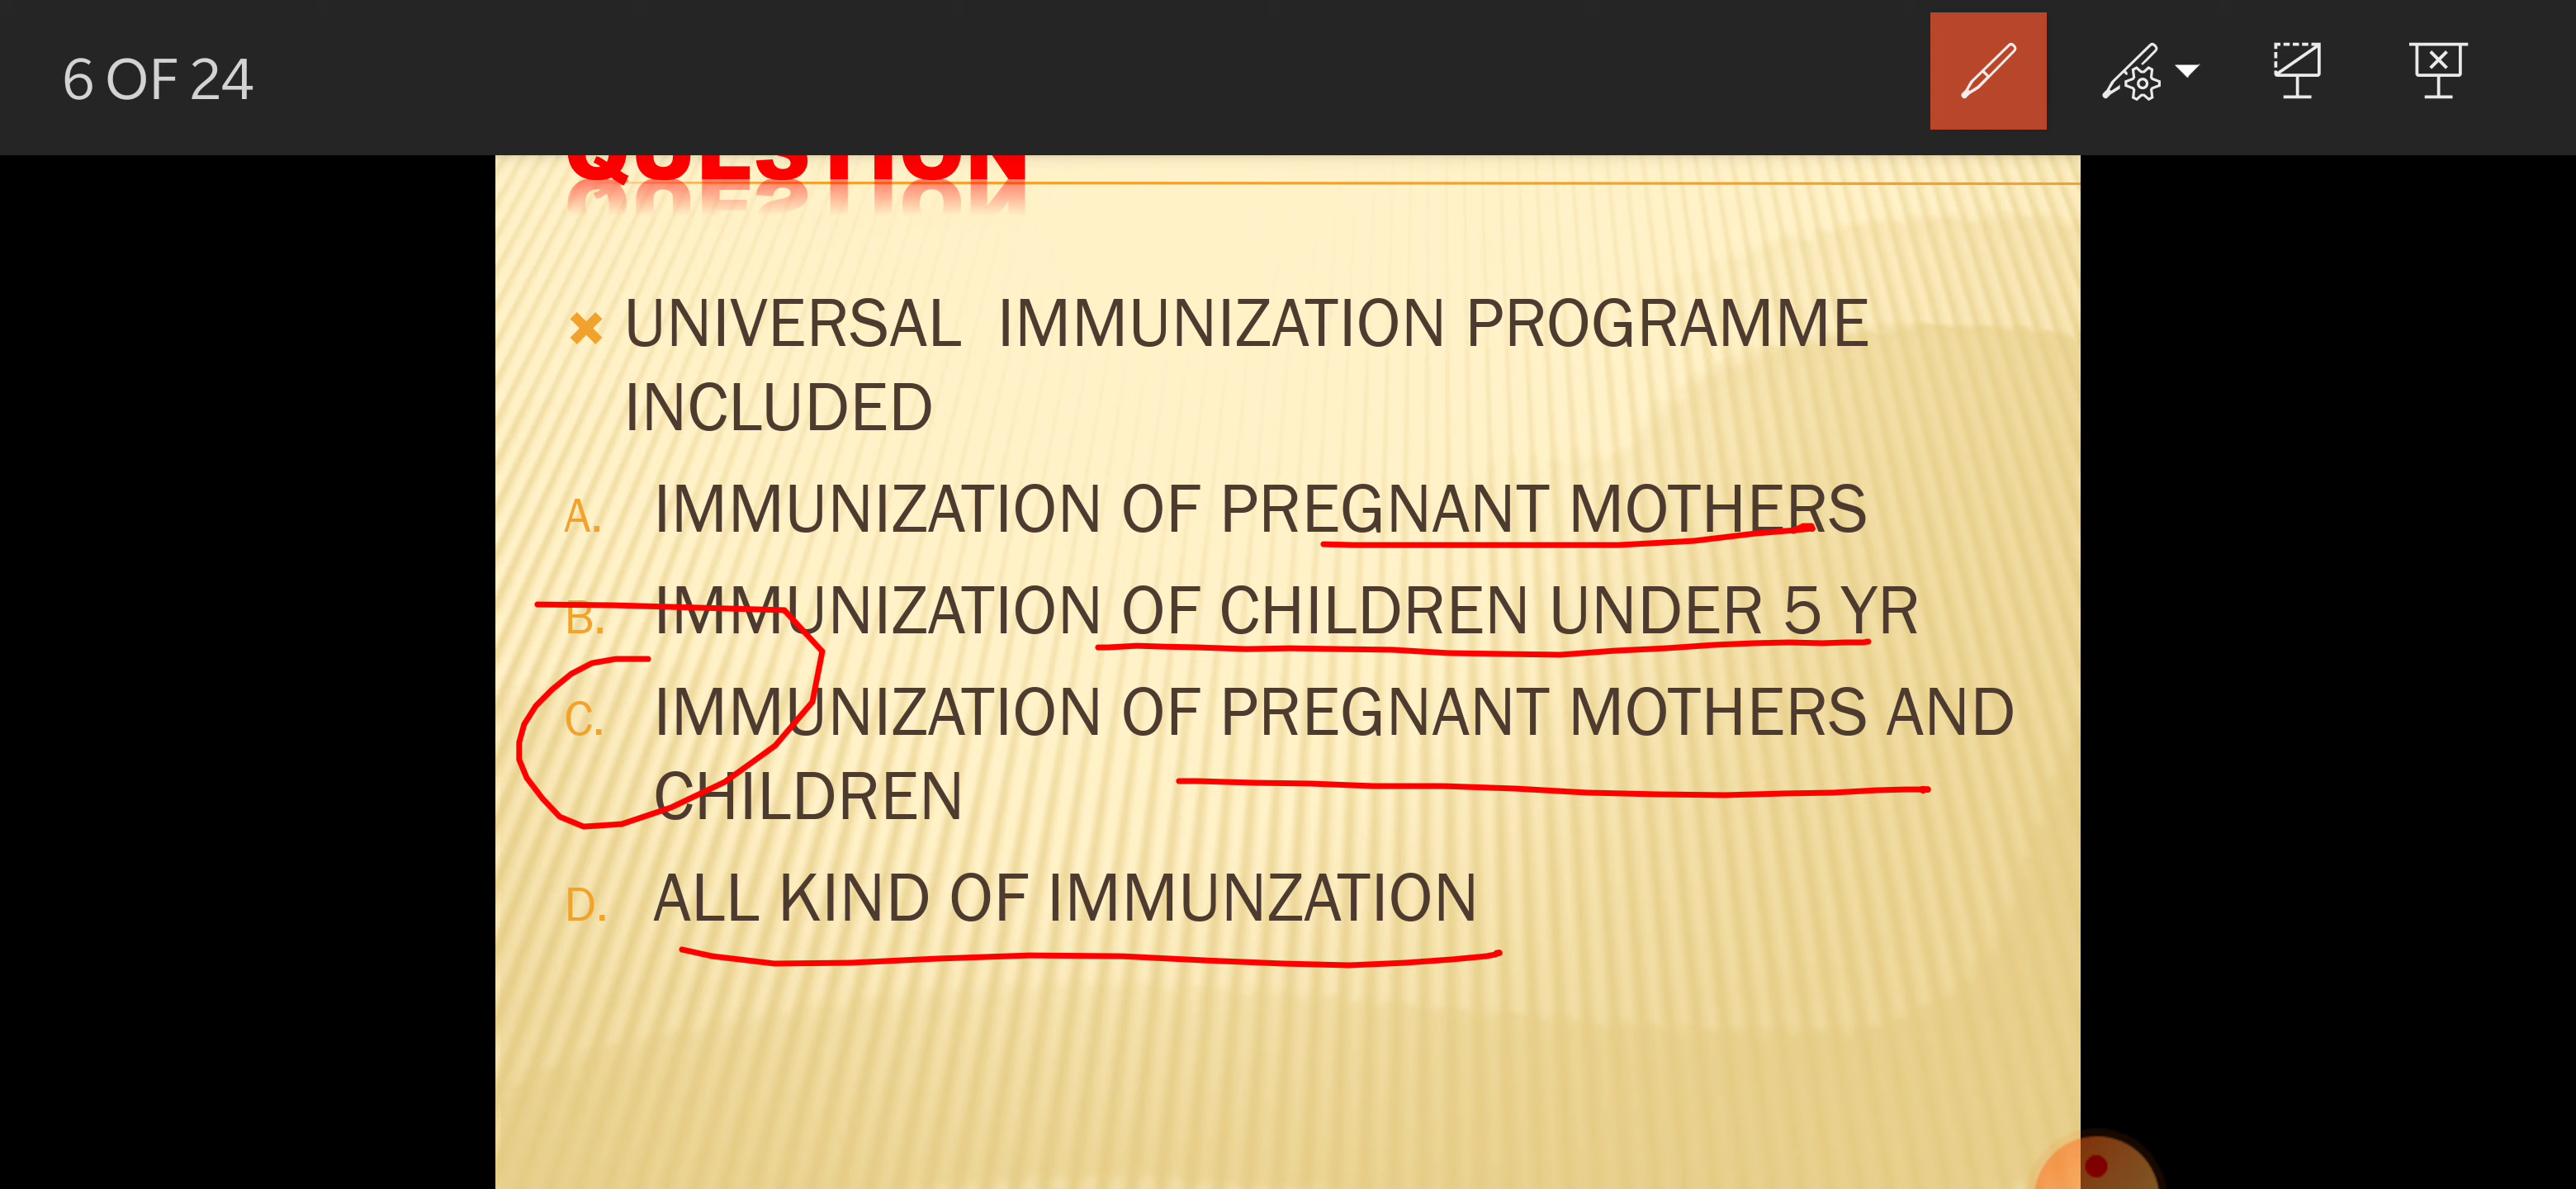 6 OF 24
QUESTION
UNIVERSAL IMMUNIZATION PROGRAMME
INCLUDED
A. IMMUNIZATION OF PREGNANT MOTHERS
B. IMMUNIZATION OF CHILDREN UNDER 5 YR
C. IMMUNIZATION OF PREGNANT MOTHERS AND
CHILDREN
D. ALL KIND OF IMMUNZATION